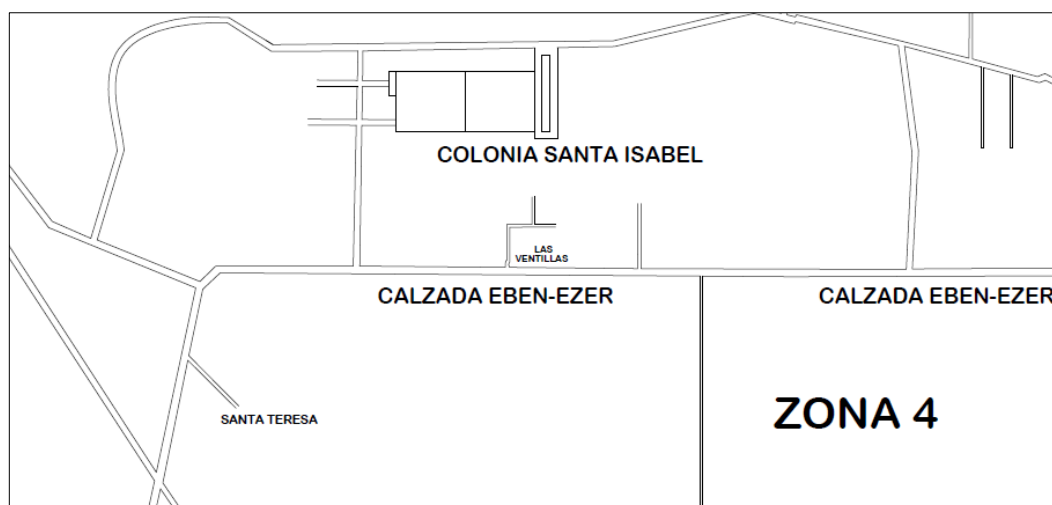 COLONIA SANTA ISABEL
LAS
VENTILLAS
CALZADA EBEN-EZER
CALZADA EBEN-EZER
ZONA 4
SANTA TERESA